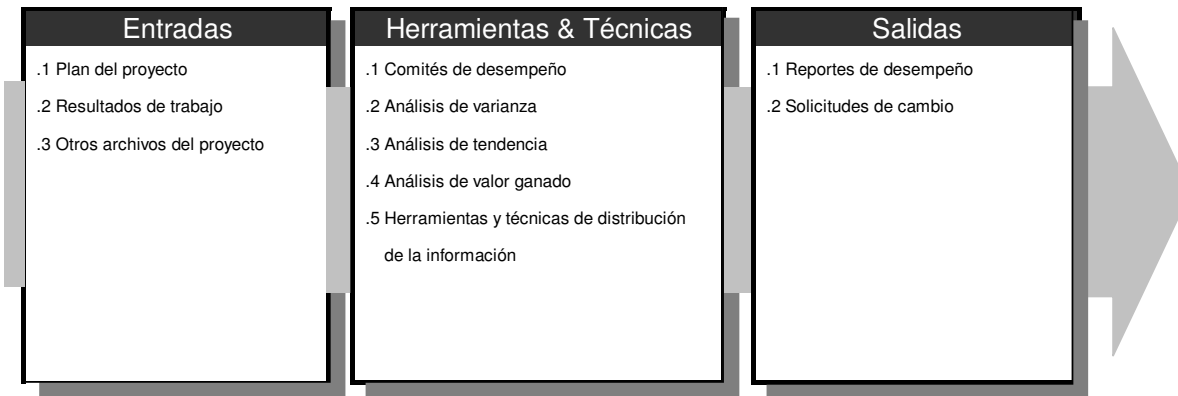 Entradas
.1 Plan del proyecto
.2 Resultados de trabajo
.3 Otros archivos del proyecto
Herramientas & Técnicas
.1 Comités de desempeño
.2 Análisis de varianza
.3 Análisis de tendencia
.4 Análisis de valor ganado
.5 Herramientas y técnicas de distribución
de la información
Salidas
.1 Reportes de desempeño
.2 Solicitudes de cambio